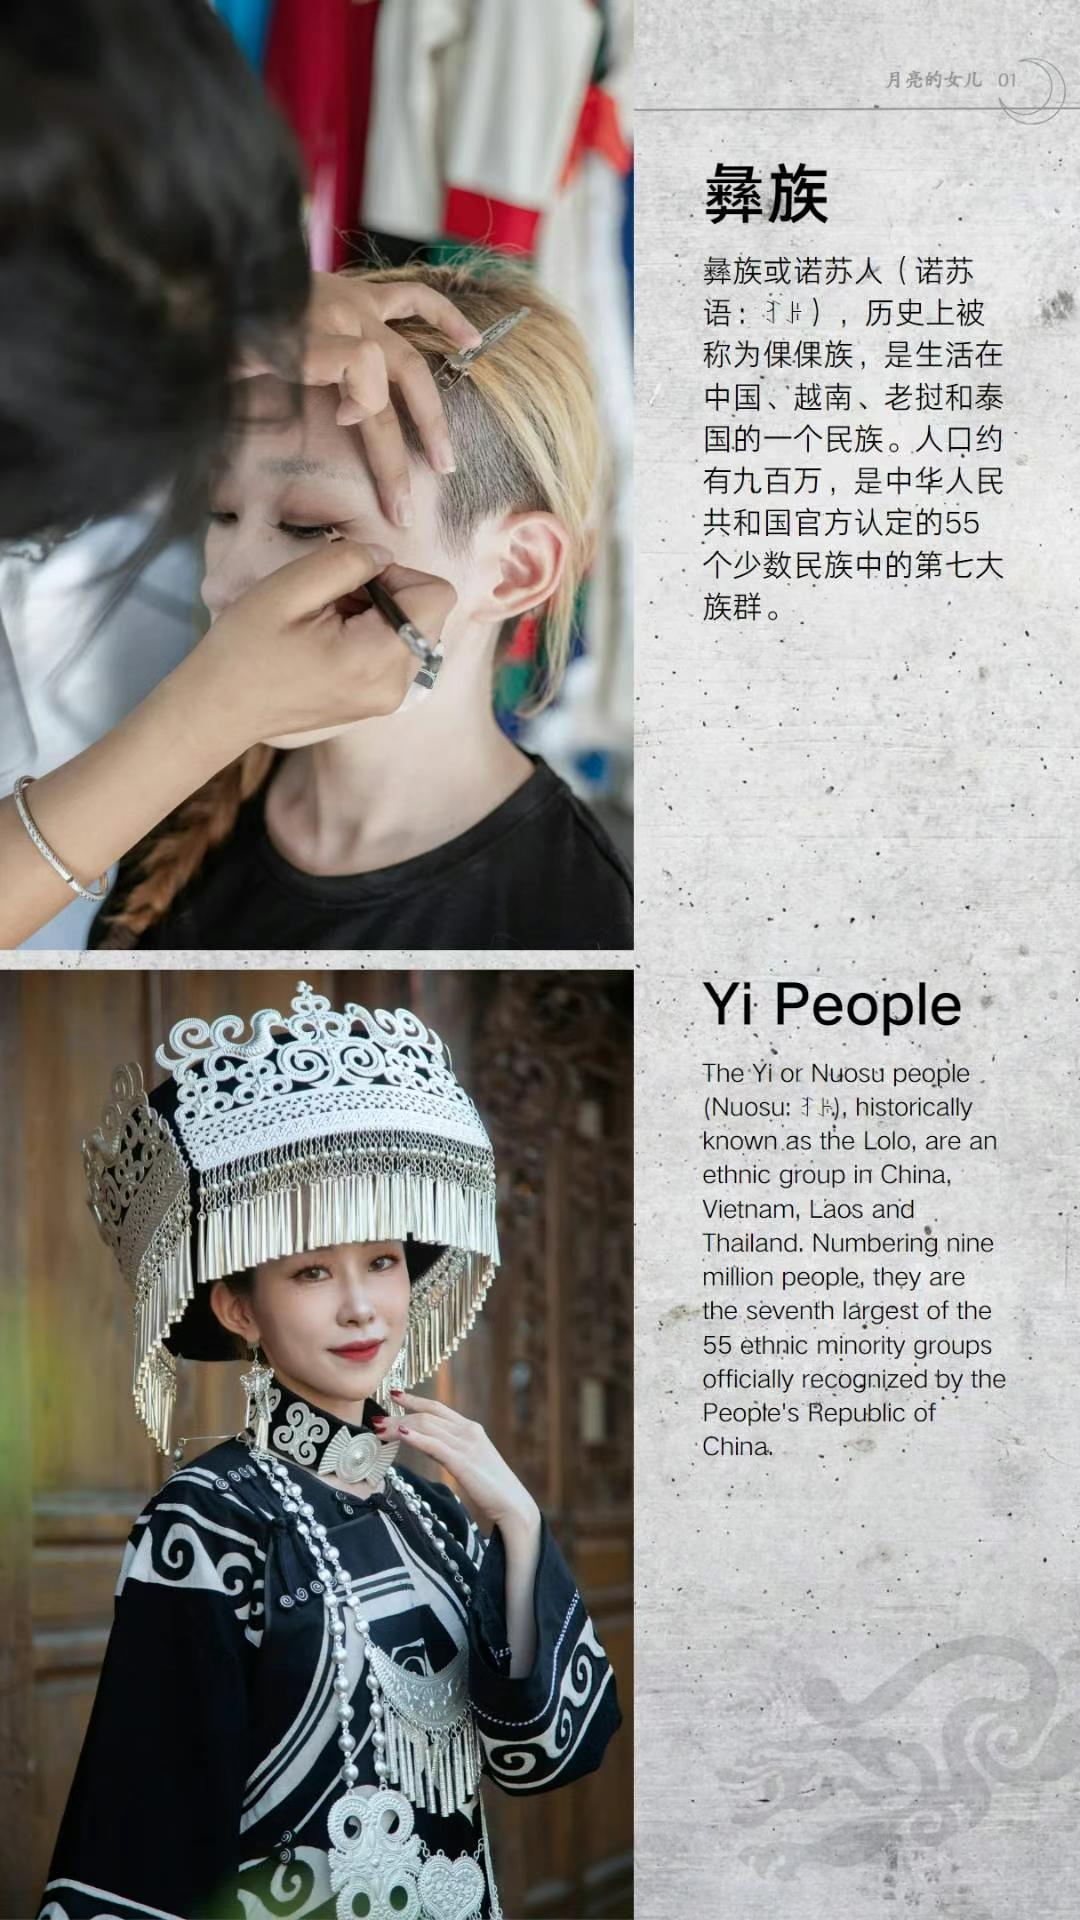 月亮的女儿 01
彝族
彝族或诺苏人（诺苏
语：），历史上被
称为倮倮族，是生活在
中国、越南、老挝和泰
国的一个民族。人口约
有九百万，是中华人民
共和国官方认定的55
个少数民族中的第七大
族群。
Yi People
The Yi or Nuosu people
(Nuosu: ), historically
known as the Lolo, are an
ethnic group in China,
Vietnam, Laos and
Thailand. Numbering nine
million people, they are
the seventh largest of the
55 ethnic minority groups
officially recognized by the
People's Republic of
China.